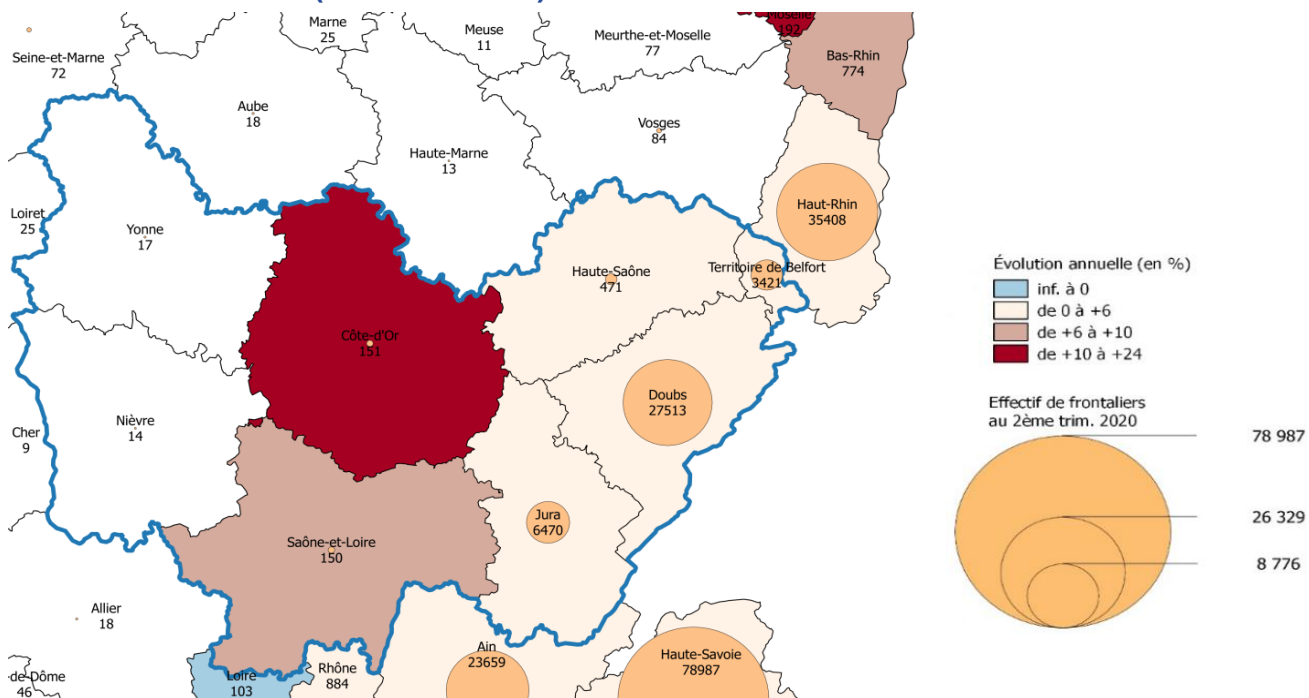 Marne
25
Meuse
11
Meurthe-et-Moselle
77
Moselle
192
Seine-et-Marne
72
Bas-Rhin
774
Aube
18
Vosges
84
Haute-Marne
13
Haut-Rhin
35408
Loiret
25
Yonne
17
Haute-Saône
471
Territoire de Belfort
3421
Côte-d'Or
151
Doubs
27513
Cher
9
Nièvre
14
Jura
6470
Saône-et-Loire
150
Allier
18
Ain
23659
Haute-Savoie
78987
de-Dôme
46
Loire
103
Rhône
884
Évolution annuelle (en %)
inf. à 0
de 0 à +6
de +6 à +10
de +10 à +24
Effectif de frontaliers
au 2ème trim. 2020
78 987
26 329
8 776